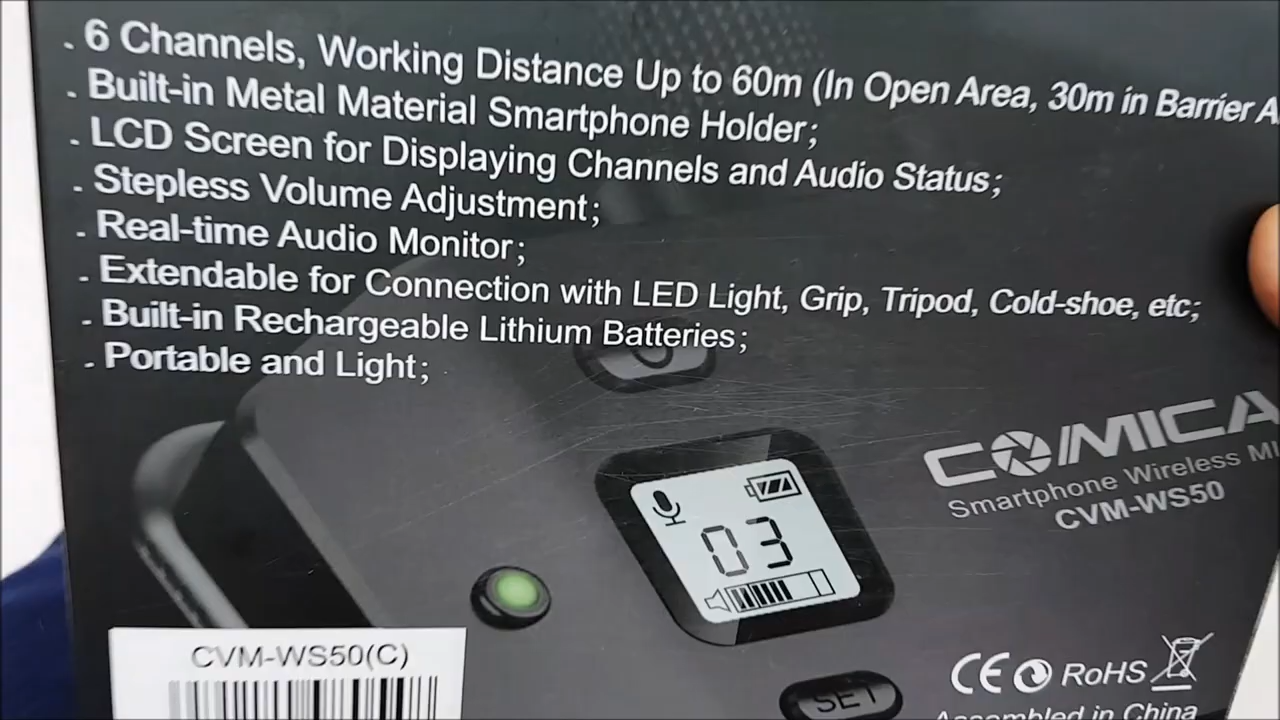 . 6 Channels, Working Distance Up to 60m (In Open Area, 30m in Barrier
. Built-in Metal Material Smartphone Holder;
. LCD Screen for Displaying Channels and Audio Status;
. Stepless Volume Adjustment;
. Real-time Audio Monitor;
. Extendable for Connection with LED Light, Grip, Tripod, Cold-shoe, etc;
. Built-in Rechargeable Lithium Batteries;
. Portable and Light;
COMICA
Smartphone Wireless
CVM-WS50
03
CVM-WS50(C)
SET
CE RoHS
Assembled in China